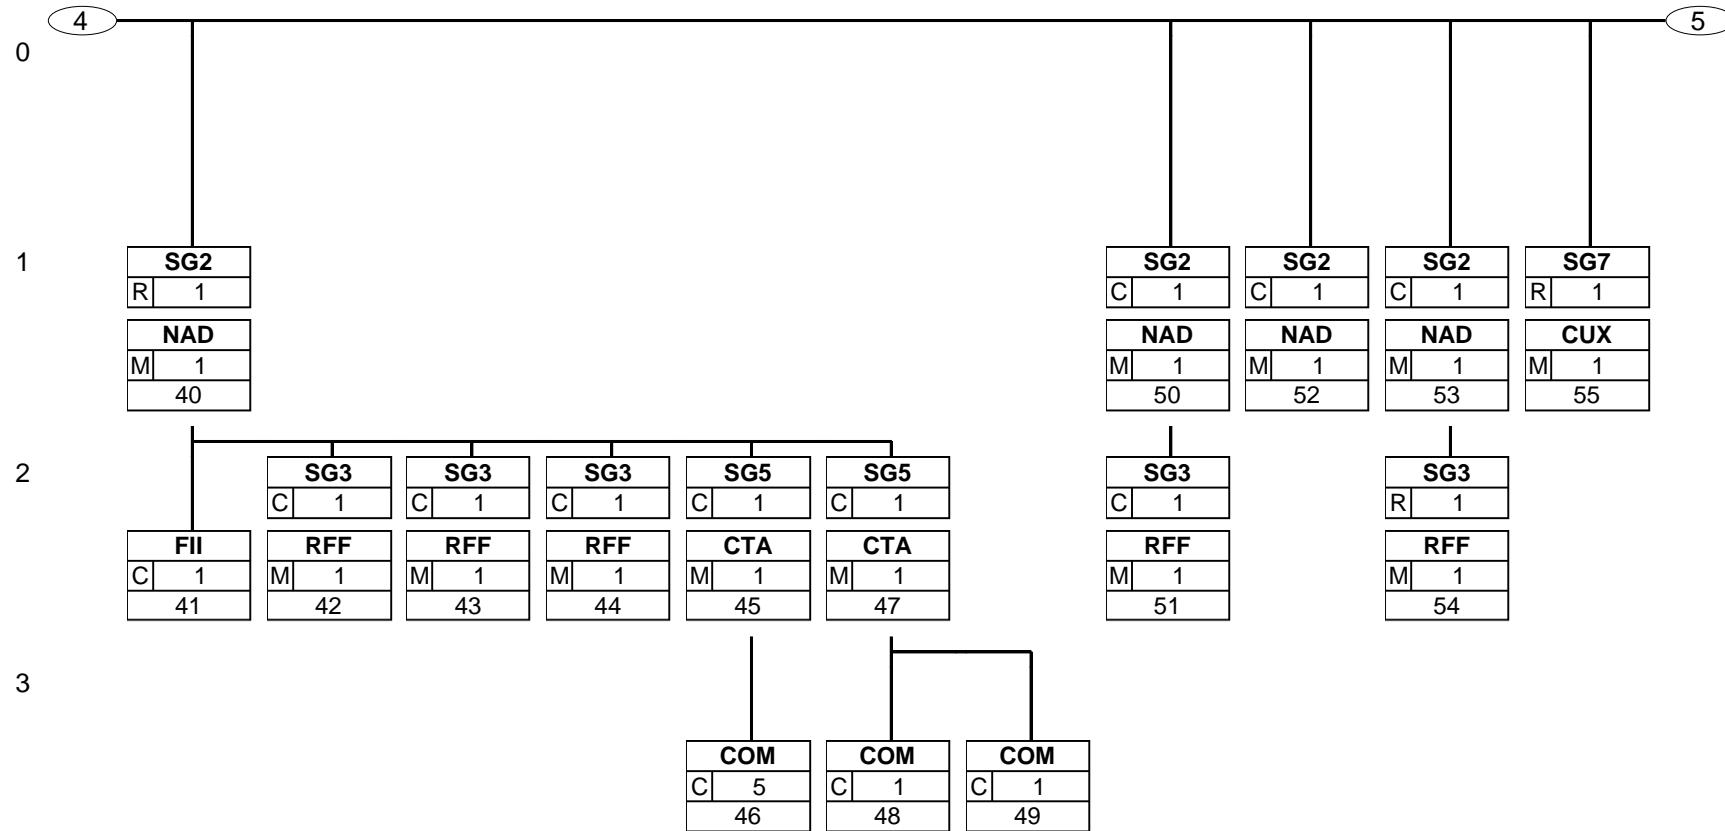 4 5
0
1 SG2 SG2 SG2 SG2 SG7
R 1 C 1 C 1 C 1 R 1
NAD NAD NAD NAD CUX
M 1 M 1 M 1 M 1 M 1
40 50 52 53 55
2 SG3 SG3 SG3 SG5 SG5 SG3 SG3
C 1 C 1 C 1 C 1 C 1 C 1 R 1
FII RFF RFF RFF CTA CTA RFF RFF
C 1 M 1 M 1 M 1 M 1 M 1 M 1 M 1
41 42 43 44 45 47 51 54
3
COM COM COM
C 5 C 1 C 1
46 48 49